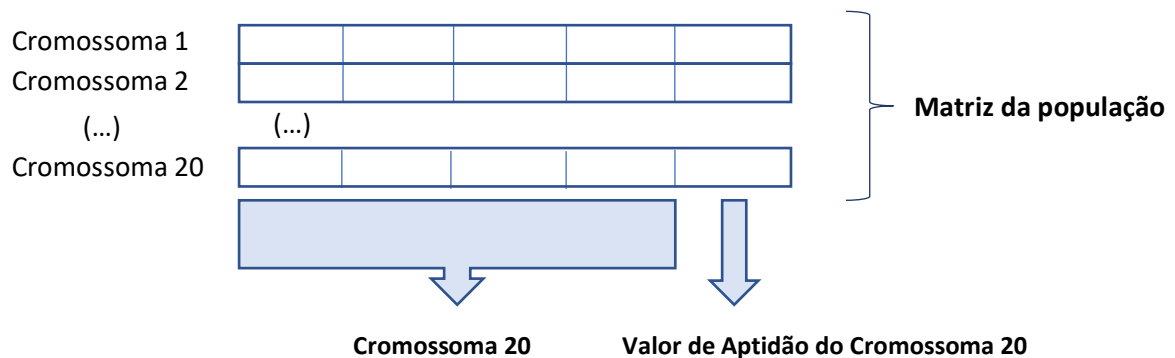 Cromossoma 1
Cromossoma 2
(...) (...)
Cromossoma 20
Matriz da população
Cromossoma 20 Valor de Aptidão do Cromossoma 20